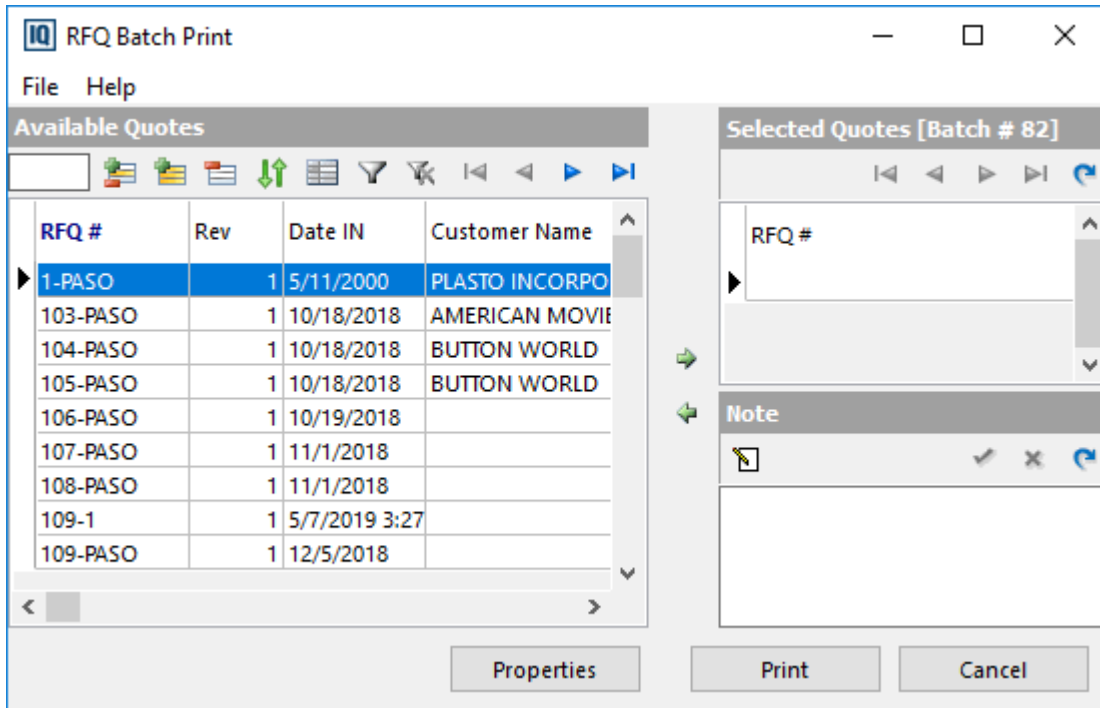 IQ RFQ Batch Print
File Help
Available Quotes
RFQ # Rev Date IN Customer Name
1-PASO 1 5/11/2000 PLASTO INCORPO
103-PASO 1 10/18/2018 AMERICAN MOVIE
104-PASO 1 10/18/2018 BUTTON WORLD
105-PASO 1 10/18/2018 BUTTON WORLD
106-PASO 1 10/19/2018
107-PASO 1 11/1/2018
108-PASO 1 11/1/2018
109-1 1 5/7/2019 3:27
109-PASO 1 12/5/2018
Properties
Selected Quotes [Batch # 82]
RFQ #
Note
Print Cancel